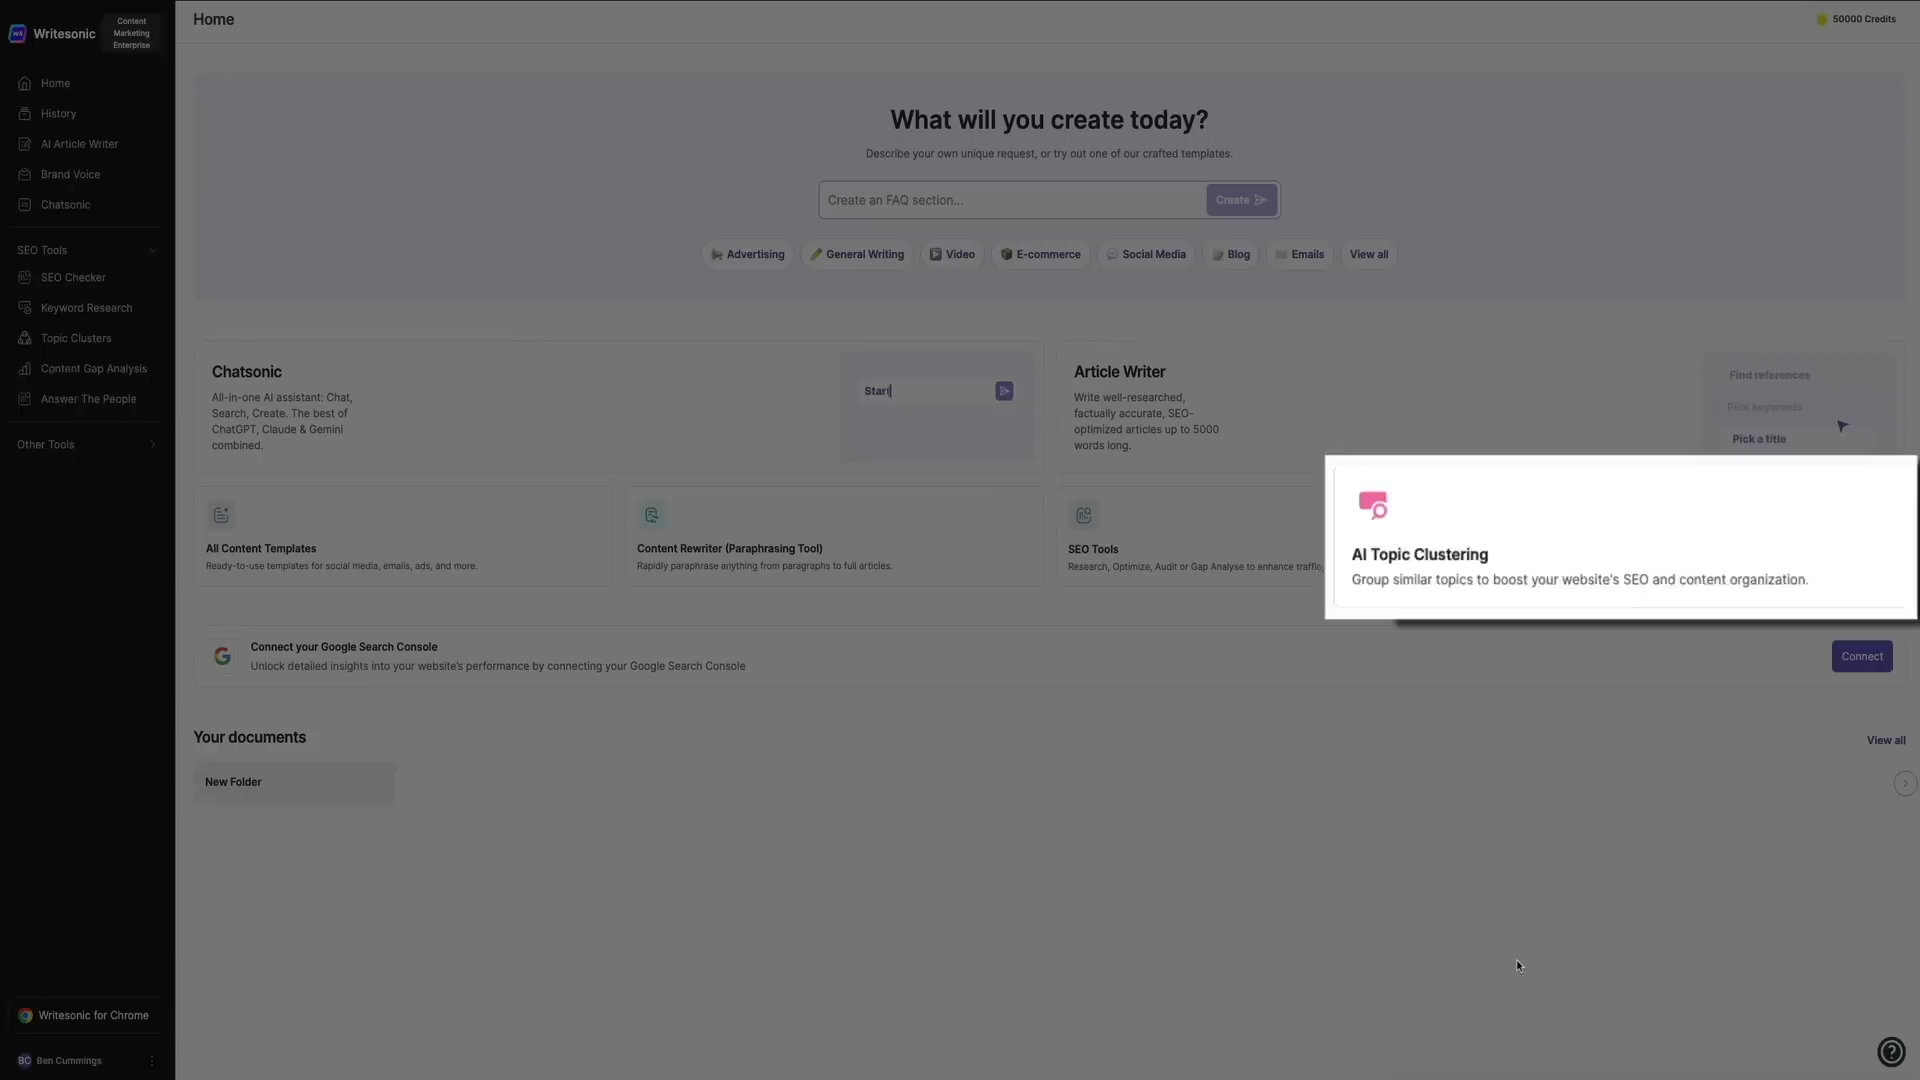 Writesonic
Content
Marketing
Enterprise
Home
History
AI Article Writer
Brand Voice
Chatsonic
SEO Tools
SEO Checker
Keyword Research
Topic Clusters
Content Gap Analysis
Answer The People
Other Tools
Writesonic for Chrome
BC Ben Cummings
Home
50000 Credits
What will you create today?
Describe your own unique request, or try out one of our crafted templates.
Create an FAQ section...
Create
Advertising
General Writing
Video
E-commerce
Social Media
Blog
Emails
View all
Chatsonic
All-in-one AI assistant: Chat,
Search, Create. The best of
ChatGPT, Claude & Gemini
combined.
Start
Article Writer
Write well-researched,
factually accurate, SEO-
optimized articles up to 5000
words long.
Find references
Pick keywords
Pick a title
All Content Templates
Ready-to-use templates for social media, emails, ads, and more.
Content Rewriter (Paraphrasing Tool)
Rapidly paraphrase anything from paragraphs to full articles.
SEO Tools
Research, Optimize, Audit or Gap Analyse to enhance traffic,
AI Topic Clustering
Group similar topics to boost your website's SEO and content organization.
Connect your Google Search Console
Unlock detailed insights into your website's performance by connecting your Google Search Console
Connect
Your documents
View all
New Folder